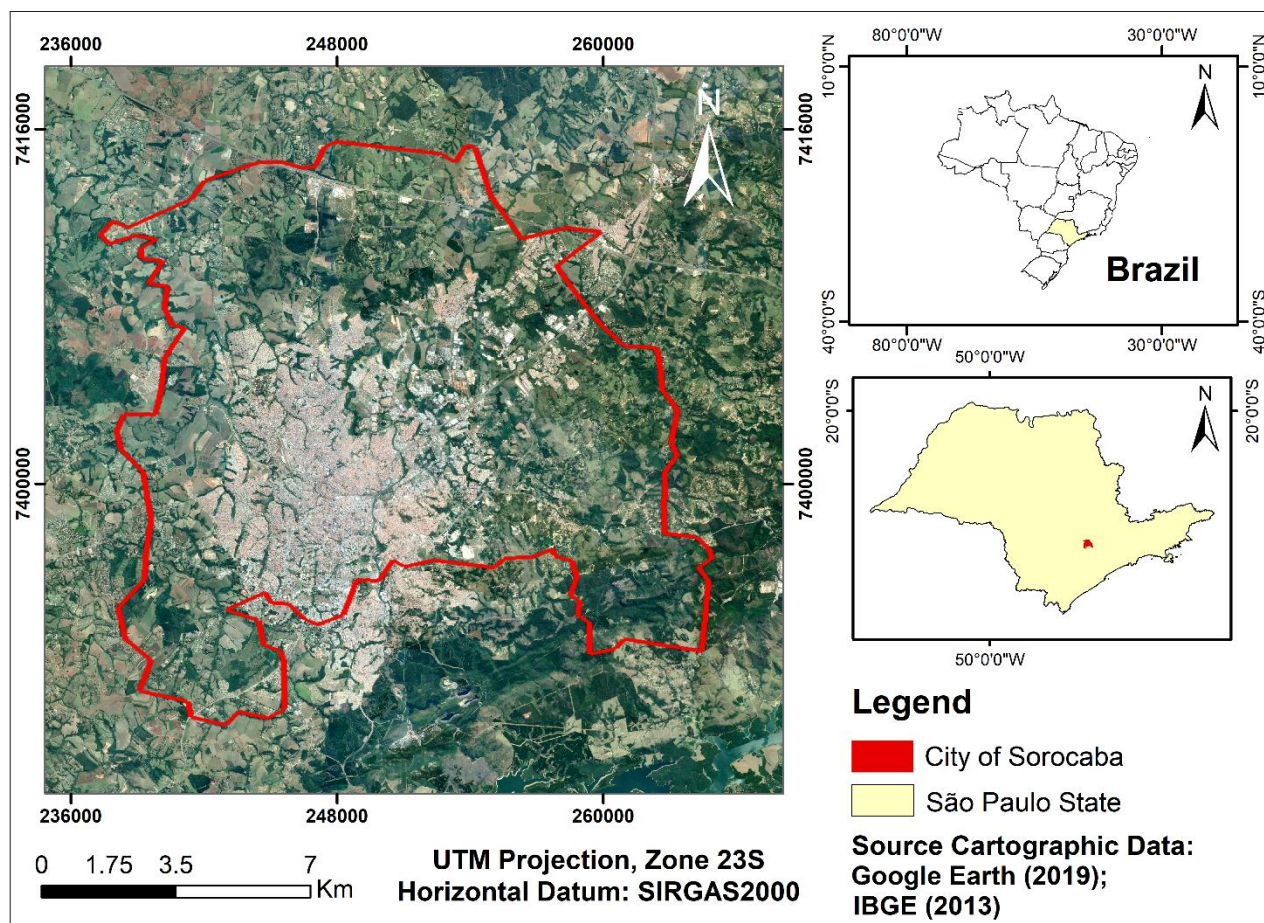 236000
248000
260000
7416000
7400000
N
7416000
7400000
236000
248000
260000
0 1.75 3.5 7
Km
UTM Projection, Zone 23S
Horizontal Datum: SIRGAS2000
80°0'0"W
30°0'0"W
10°0'0"N
N
10°0'0"N
Brazil
40°0'0"S
40°0'0"S
80°0'0"W
30°0'0"W
50°0'0"W
20°0'0"S
N
20°0'0"S
50°0'0"W
Legend
City of Sorocaba
São Paulo State
Source Cartographic Data:
Google Earth (2019);
IBGE (2013)